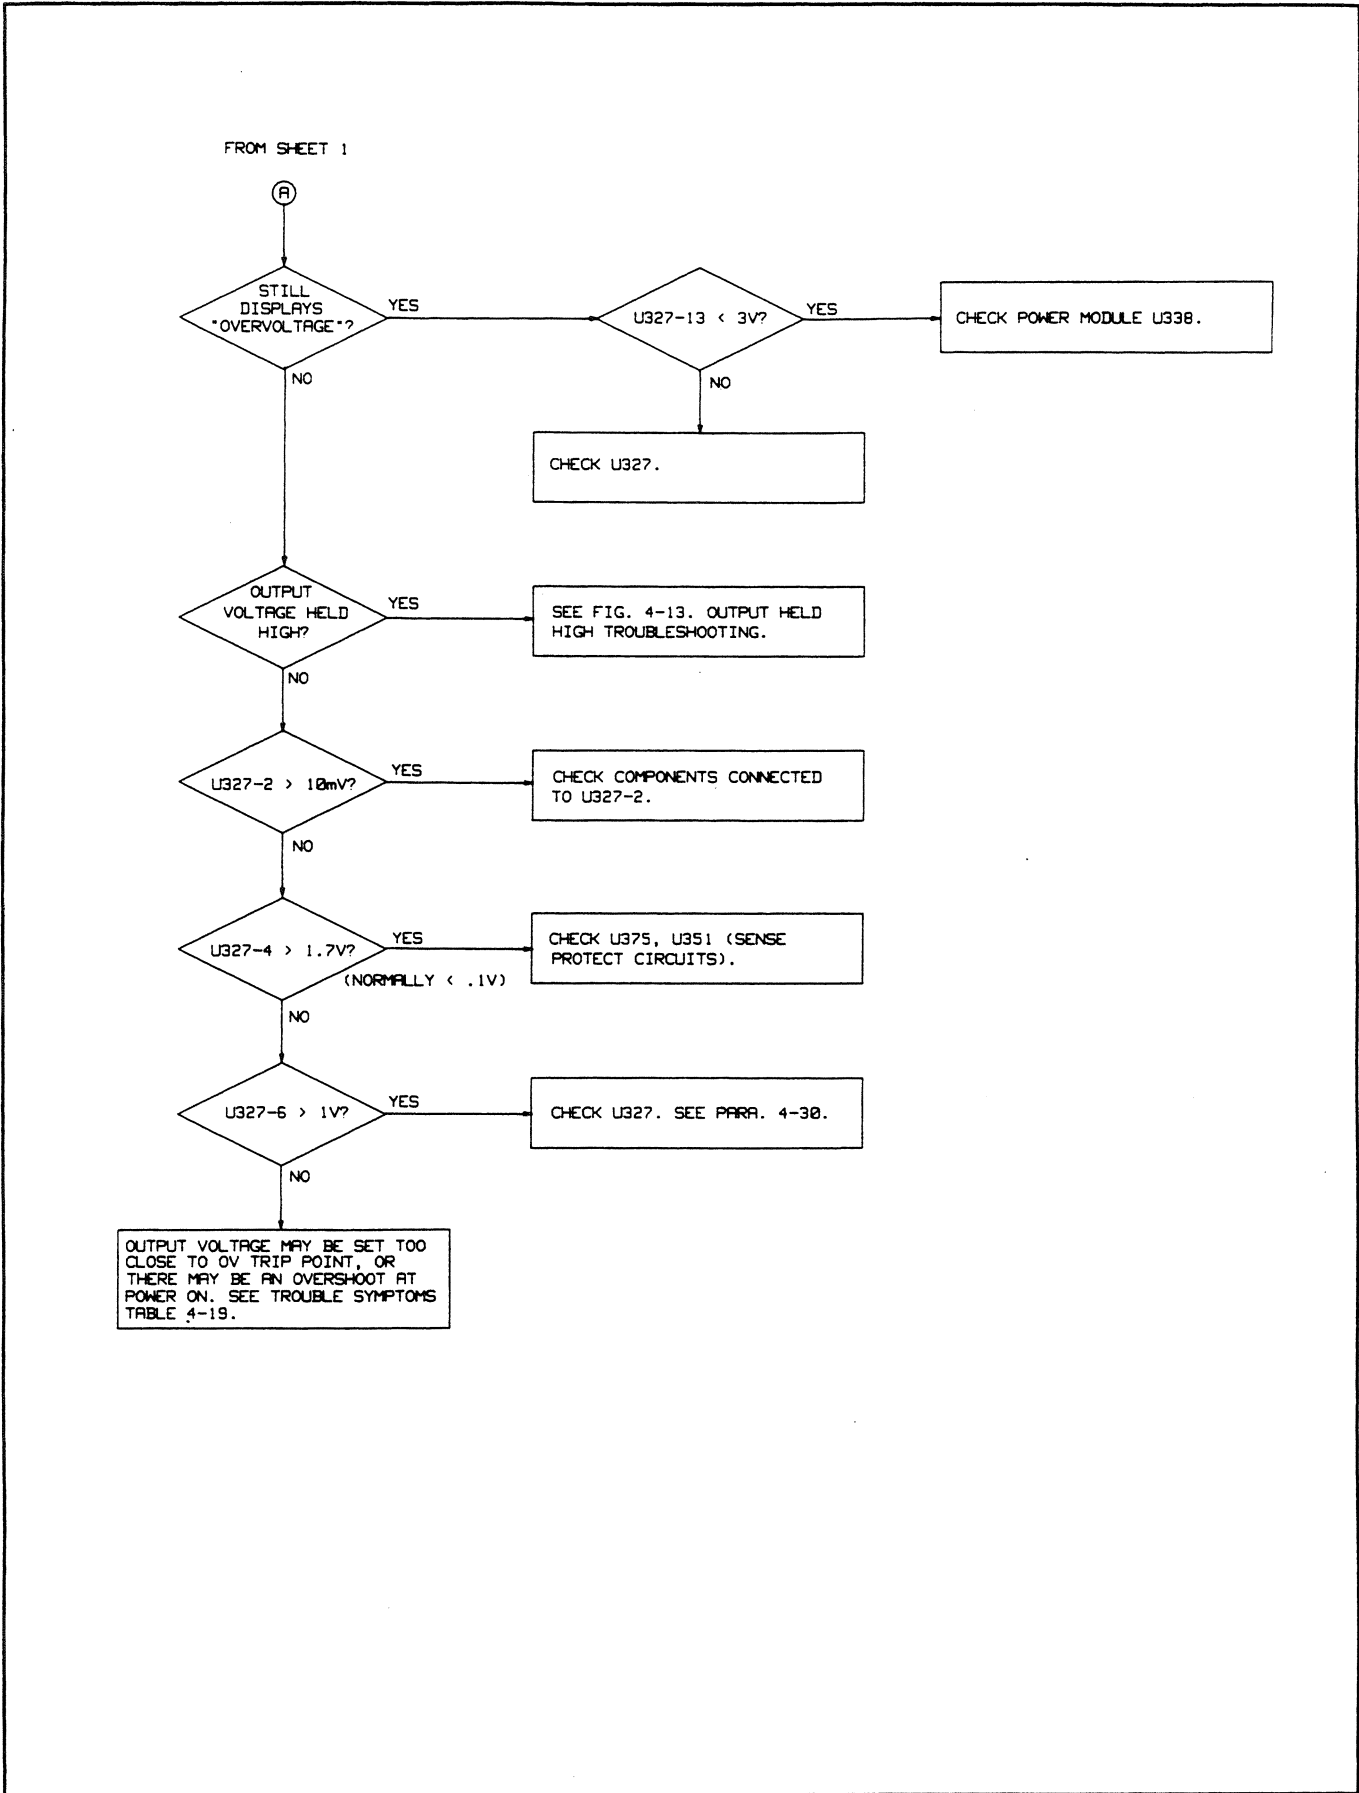 FROM SHEET 1
A
STILL
DISPLAYS
"OVERVOLTAGE"?
YES
NO
U327-13 < 3V?
YES
NO
CHECK POWER MODULE U338.
CHECK U327.
OUTPUT
VOLTAGE HELD
HIGH?
YES
NO
SEE FIG. 4-13. OUTPUT HELD
HIGH TROUBLESHOOTING.
U327-2 > 10mV?
YES
NO
CHECK COMPONENTS CONNECTED
TO U327-2.
U327-4 > 1.7V?
YES
(NORMALLY < .1V)
NO
CHECK U375, U351 (SENSE
PROTECT CIRCUITS).
U327-6 > 1V?
YES
NO
CHECK U327. SEE PARA. 4-30.
OUTPUT VOLTAGE MAY BE SET TOO
CLOSE TO OV TRIP POINT, OR
THERE MAY BE AN OVERSHOOT AT
POWER ON. SEE TROUBLE SYMPTOMS
TABLE 4-19.